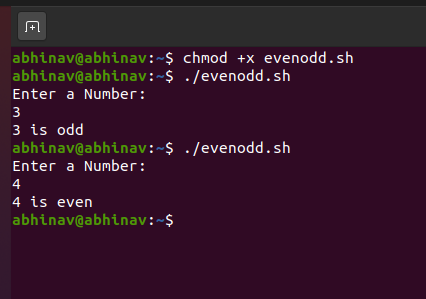 abhinav@abhinav:~$ chmod +x evenodd.sh
abhinav@abhinav:~$ ./evenodd.sh
Enter a Number:
3
3 is odd
abhinav@abhinav:~$ ./evenodd.sh
Enter a Number:
4
4 is even
abhinav@abhinav:~$